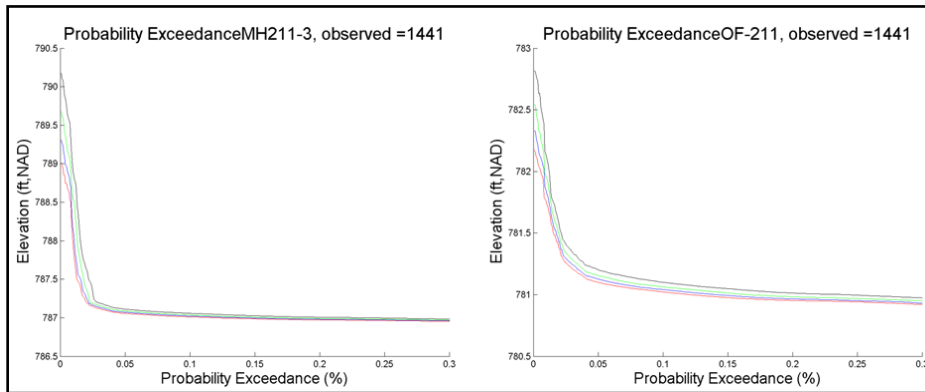 Probability ExceedanceMH211-3, observed =1441
790.5
790
789.5
789
788.5
788
787.5
787
786.5
Elevation (ft,NAD)
0 0.05 0.1 0.15 0.2 0.25 0.3
Probability Exceedance (%)
Probability ExceedanceOF-211, observed =1441
783
782.5
782
781.5
781
780.5
Elevation (ft,NAD)
0 0.05 0.1 0.15 0.2 0.25 0.3
Probability Exceedance (%)